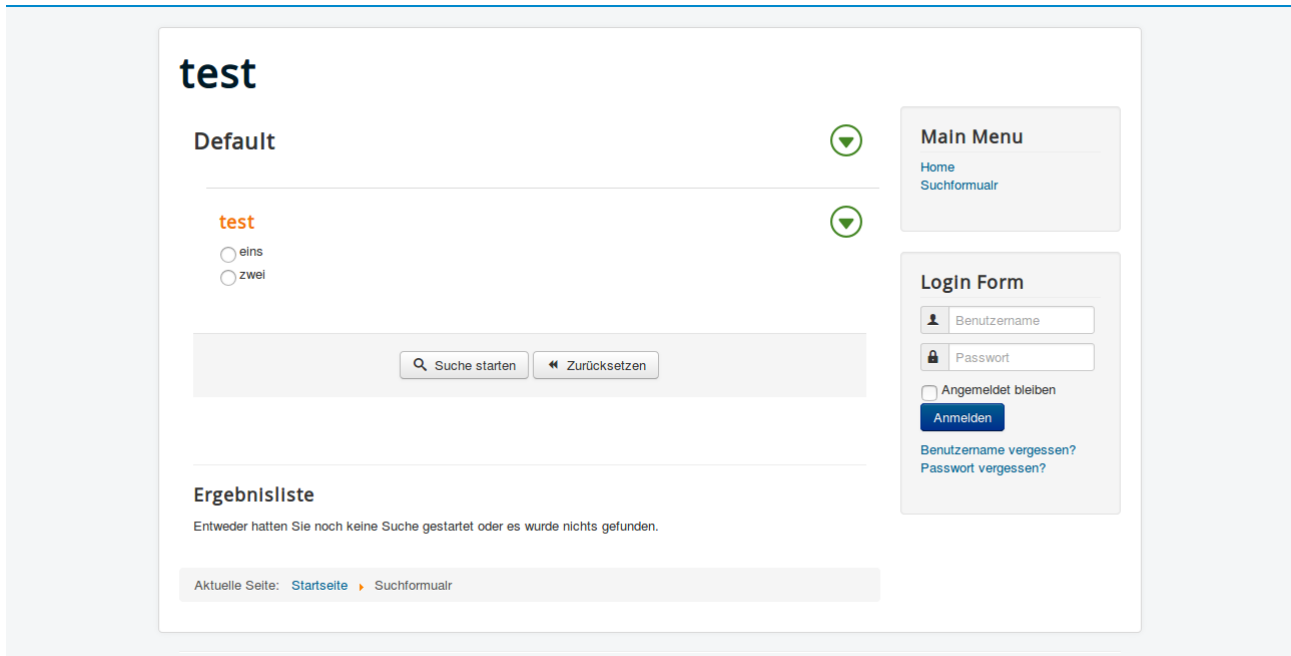 test
Default
test
eins
zwei
Suche starten
Zurücksetzen
Ergebnisliste
Entweder hatten Sie noch keine Suche gestartet oder es wurde nichts gefunden.
Aktuelle Seite: Startseite Suchformualr
Main Menu
Home
Suchformualr
Login Form
Benutzername
Passwort
Angemeldet bleiben
Anmelden
Benutzername vergessen?
Passwort vergessen?